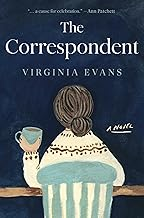 "... a cause for celebration." —Ann Patchett
The
Correspondent
VIRGINIA EVANS
A Novel